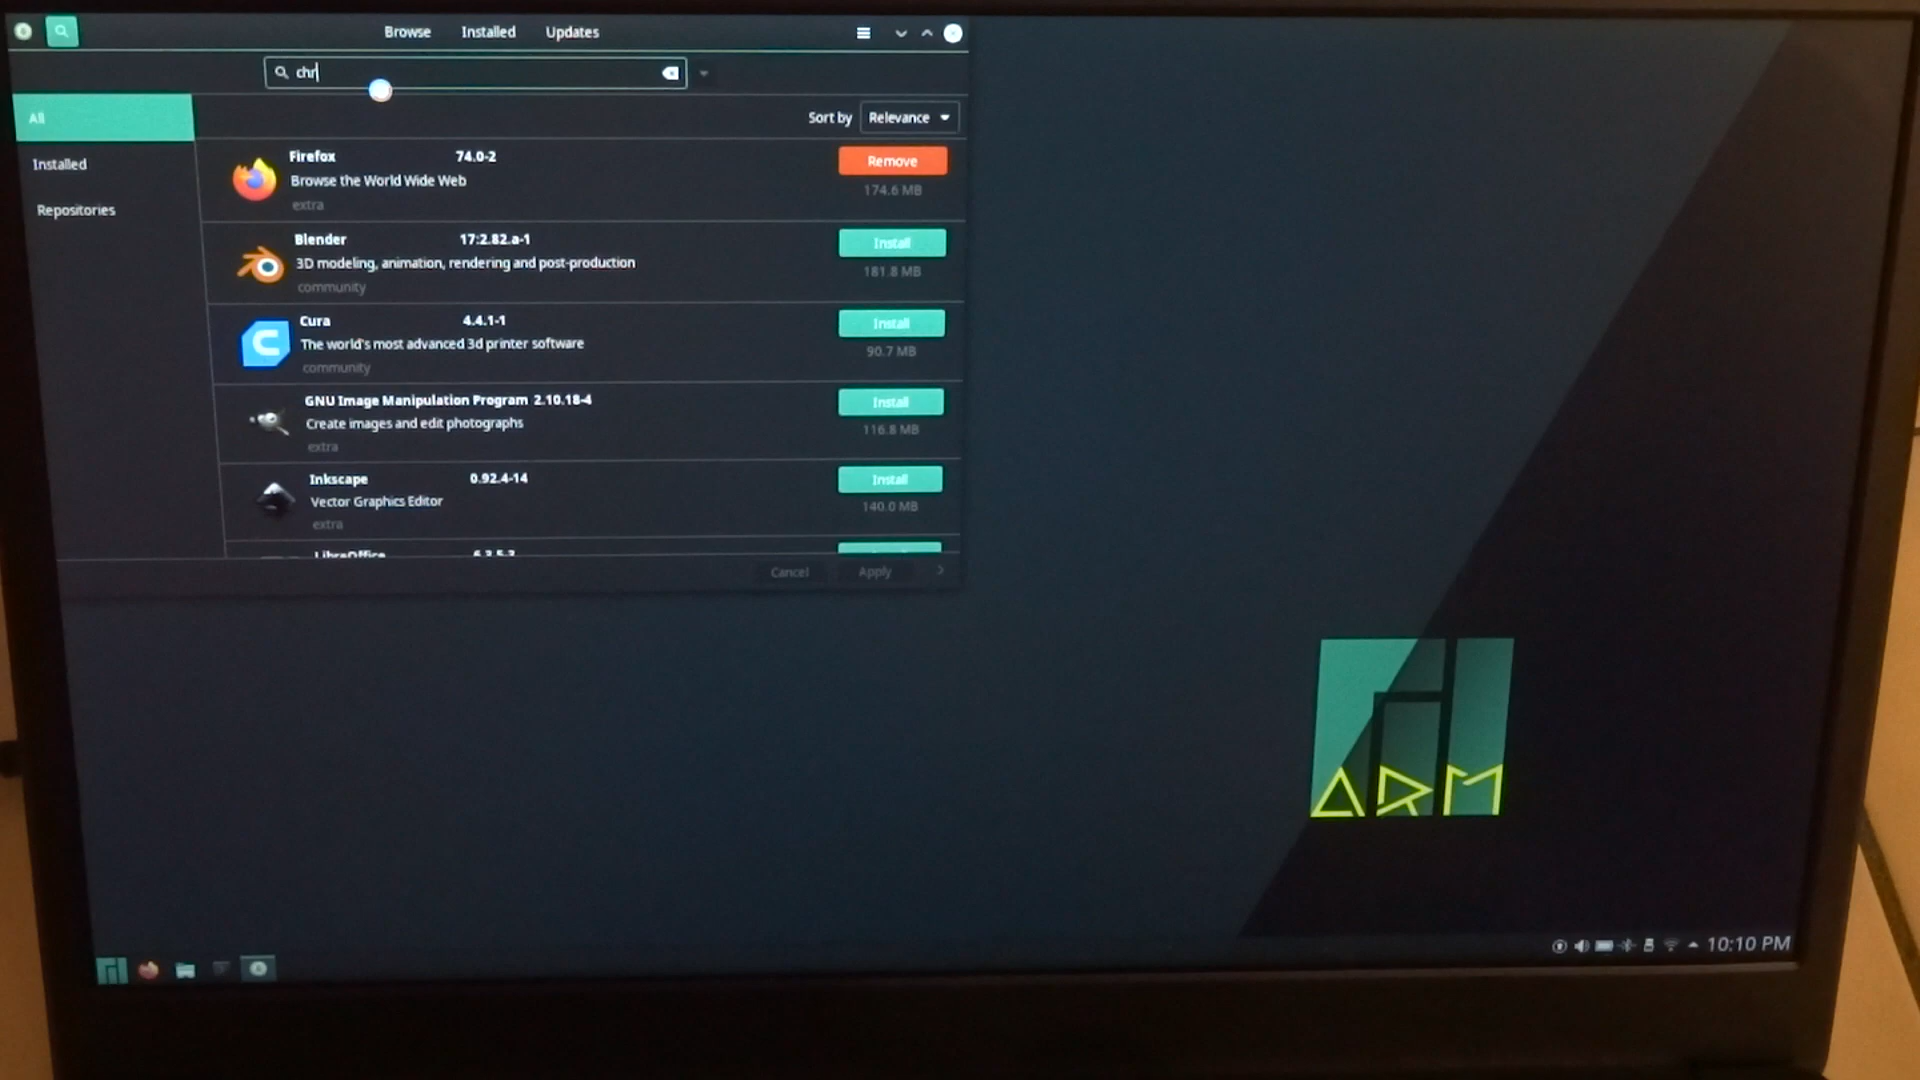 Browse Installed Updates
chr
All
Installed
Repositories
Sort by Relevance
Firefox 74.0-2
Browse the World Wide Web
extra
Remove
174.6 MB
Blender 17:2.82.a-1
3D modeling, animation, rendering and post-production
community
Install
181.8 MB
Cura 4.4.1-1
The world's most advanced 3d printer software
community
Install
90.7 MB
GNU Image Manipulation Program 2.10.18-4
Create images and edit photographs
extra
Install
116.8 MB
Inkscape 0.92.4-14
Vector Graphics Editor
extra
Install
140.0 MB
LibreOffice 6.3.5-3
Cancel Apply
ARM
10:10 PM